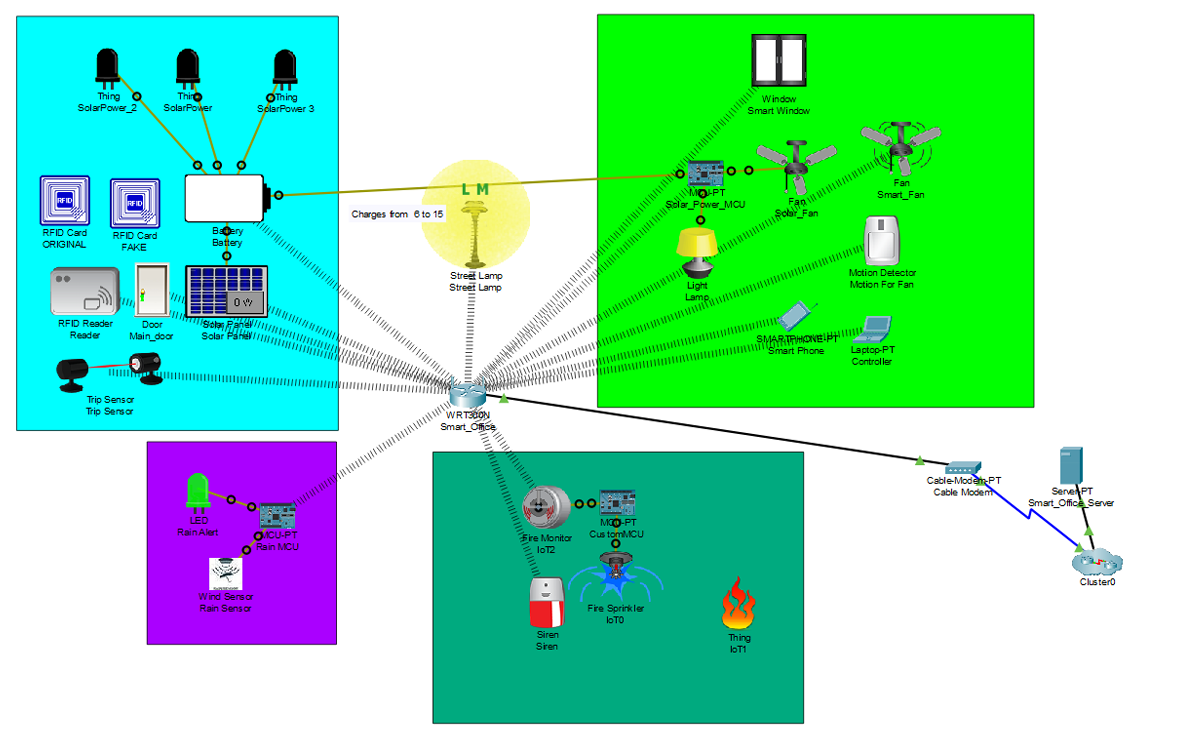 Thing
SolarPower_2
Thing
SolarPower
Thing
SolarPower 3
RFID
RFID
RFID Card
ORIGINAL
RFID Card
FAKE
Battery
Battery
Charges from 6 to 15
L M
Street Lamp
Street Lamp
RFID Reader
Reader
Door
Main_door
0 W
Solar Panel
Solar Panel
Trip Sensor
Trip Sensor
Window
Smart Window
MCU-PT
Solar_Power_MCU
Fan
Solar_Fan
Fan
Smart_Fan
Light
Lamp
Motion Detector
Motion For Fan
SMARTPHONE-PT
Smart Phone
Laptop-PT
Controller
WRT300N
Smart_Office
LED
Rain Alert
MCU-PT
Rain MCU
Wind Sensor
Rain Sensor
Fire Monitor
IoT2
MCU-PT
CustomMCU
Fire Sprinkler
IoT0
Siren
Siren
Thing
IoT1
Cable-Modem-PT
Cable Modem
Server-PT
Smart_Office_Server
Cluster0